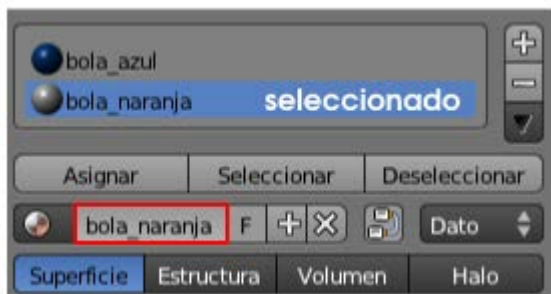 bola_azul
bola_naranja seleccionado
Asignar Seleccionar Deseleccionar
bola_naranja F Dato
Superficie Estructura Volumen Halo